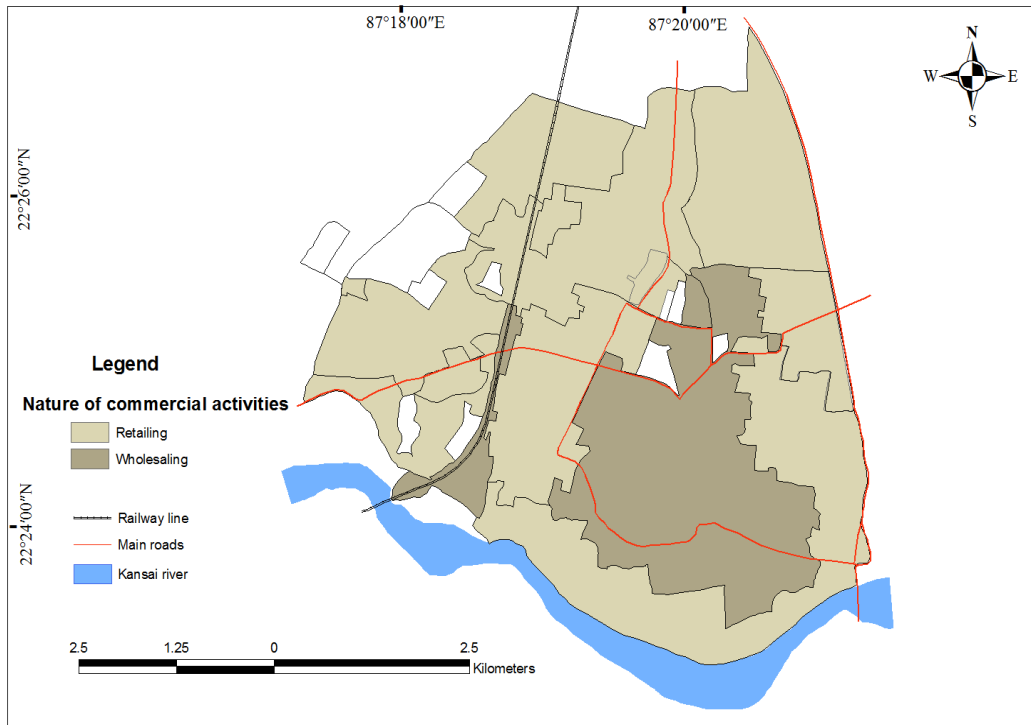 87°18′00″E
87°20′00″E
N
W
E
S
22°26′00″N
22°24′00″N
Legend
Nature of commercial activities
Retailing
Wholesaling
Railway line
Main roads
Kansai river
2.5
1.25
0
2.5
Kilometers